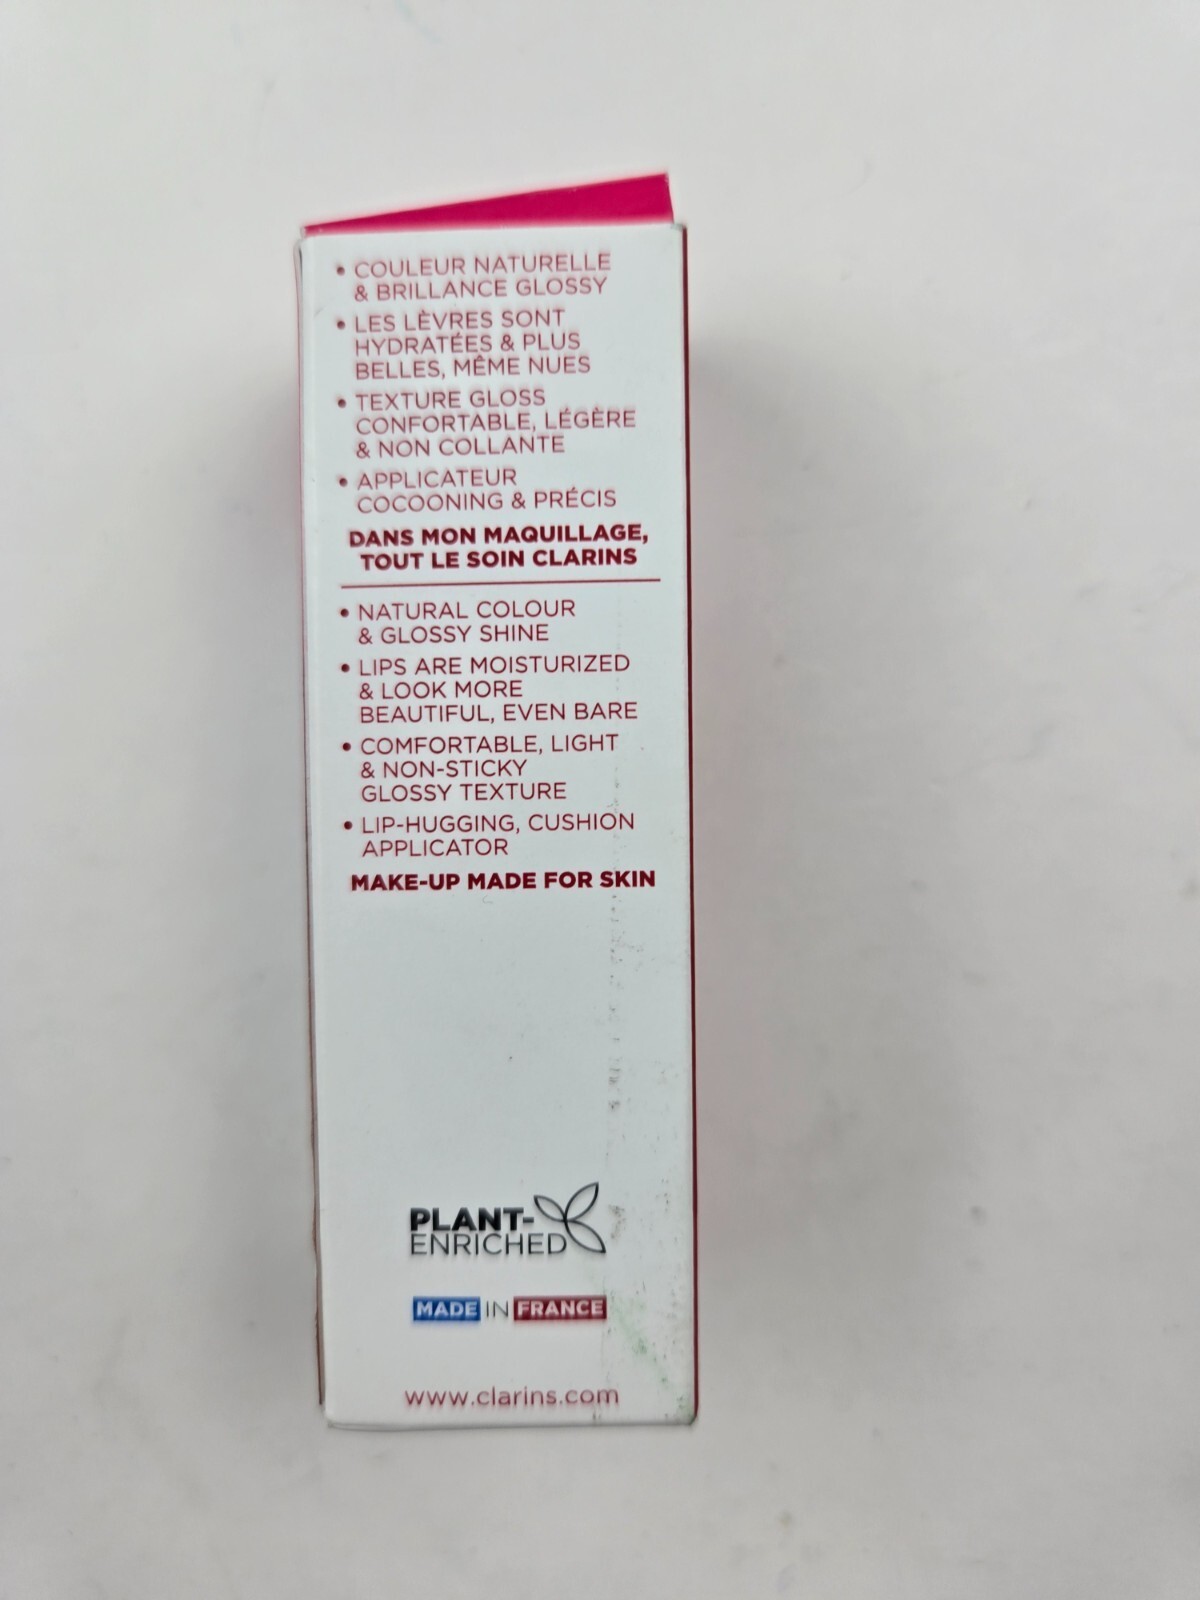 • COULEUR NATURELLE
& BRILLANCE GLOSSY
• LES LÈVRES SONT
HYDRATÉES & PLUS
BELLES, MÊME NUES
• TEXTURE GLOSS
CONFORTABLE, LÉGÈRE
& NON COLLANTE
• APPLICATEUR
COCOONING & PRÉCIS
DANS MON MAQUILLAGE,
TOUT LE SOIN CLARINS
• NATURAL COLOUR
& GLOSSY SHINE
• LIPS ARE MOISTURIZED
& LOOK MORE
BEAUTIFUL, EVEN BARE
• COMFORTABLE, LIGHT
& NON-STICKY
GLOSSY TEXTURE
• LIP-HUGGING, CUSHION
APPLICATOR
MAKE-UP MADE FOR SKIN
PLANT-
ENRICHED
MADE IN FRANCE
www.clarins.com